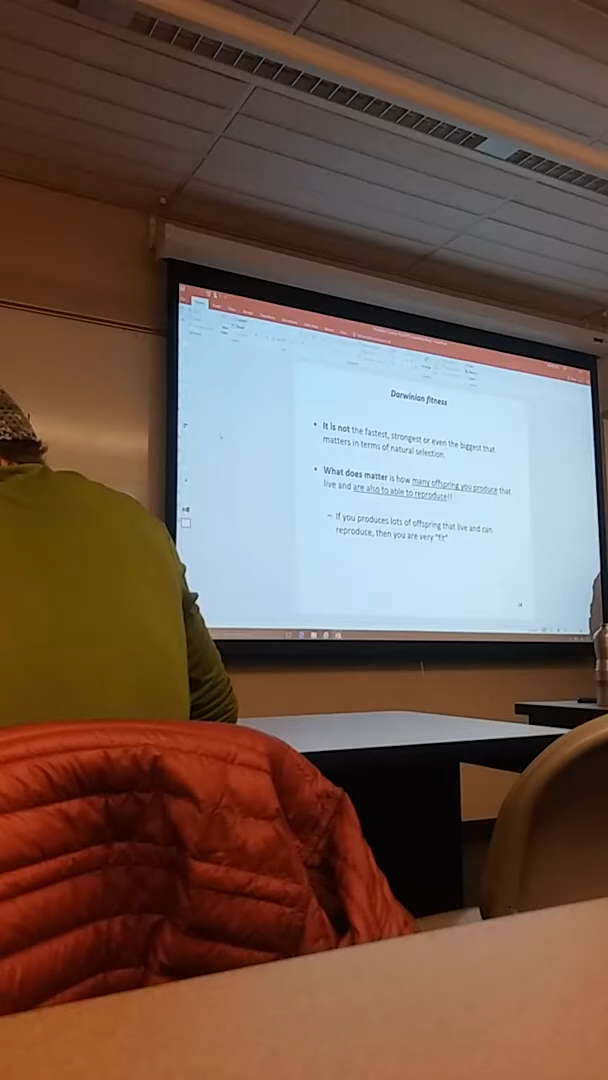 Darwinian fitness
• It is not the fastest, strongest or even the biggest that
matters in terms of natural selection.
• What does matter is how many offspring you produce that
live and are also to able to reproduce!!
– If you produces lots of offspring that live and can
reproduce, then you are very "fit"